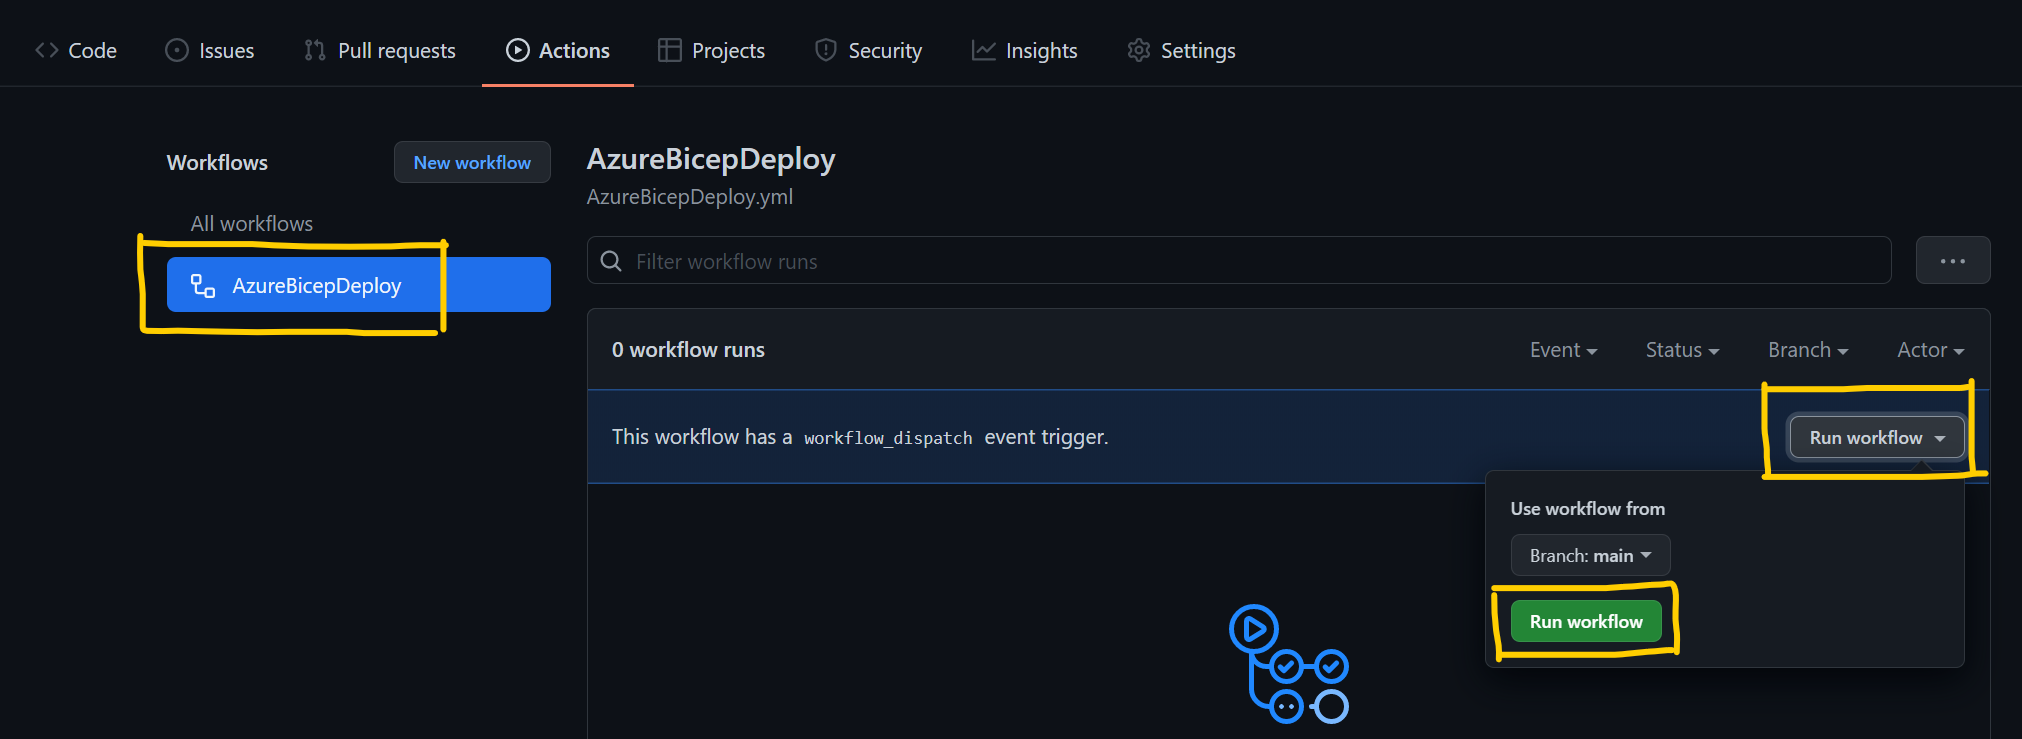 Code Issues Pull requests Actions Projects Security Insights Settings
Workflows
New workflow
All workflows
AzureBicepDeploy
AzureBicepDeploy
AzureBicepDeploy.yml
Filter workflow runs
0 workflow runs
Event Status Branch Actor
This workflow has a workflow_dispatch event trigger.
Run workflow
Use workflow from
Branch: main
Run workflow